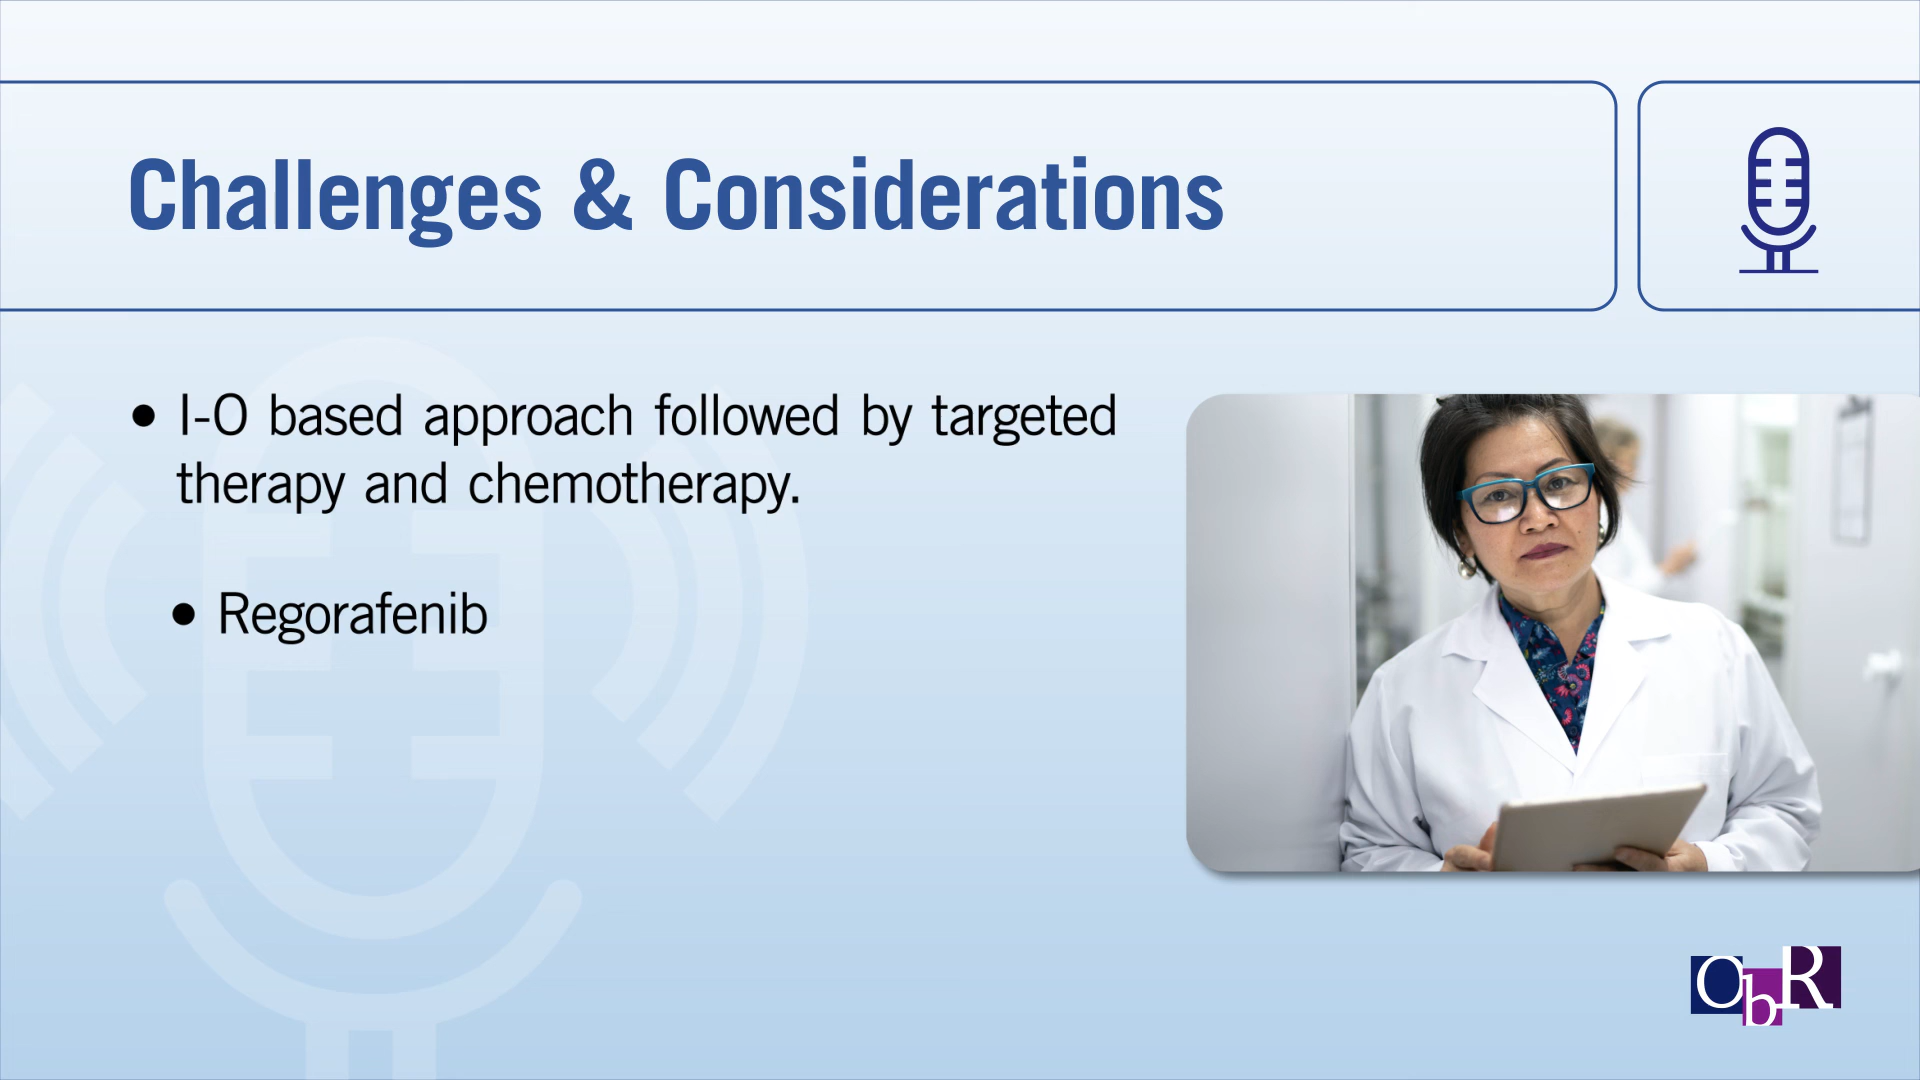 Challenges & Considerations
• I-O based approach followed by targeted
therapy and chemotherapy.
• Regorafenib
ObR